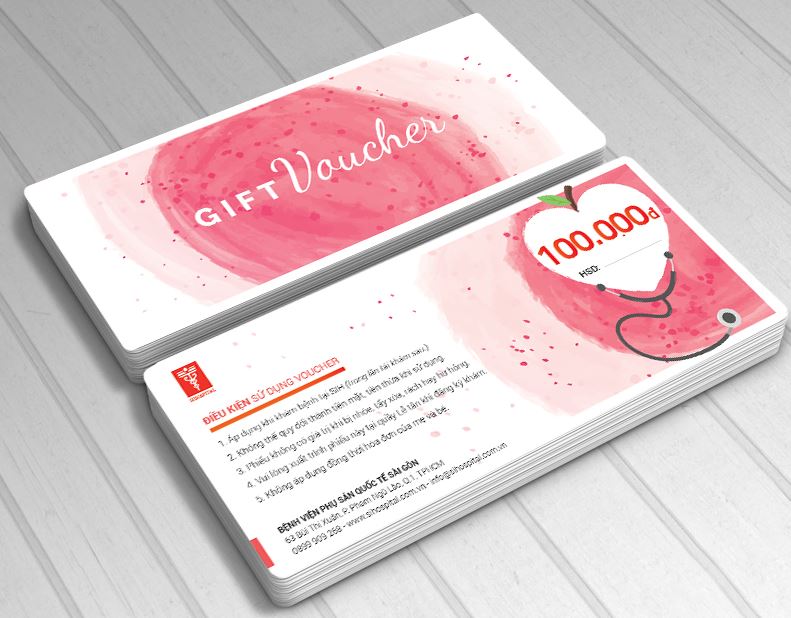 GIFT Voucher
100.000đ
HSD:
SIHOSPITAL
ĐIỀU KIỆN SỬ DỤNG VOUCHER
1. Áp dụng khi khám bệnh tại SIH (trong lần tái khám sau.)
2. Không thể quy đổi thành tiền mặt, tiền thừa khi sử dụng.
3. Phiếu không có giá trị khi bị nhòe, tẩy xóa, rách hay hư hỏng.
4. Vui lòng xuất trình phiếu này tại quầy Lễ tân khi đăng ký khám.
5. Không áp dụng đồng thời hóa đơn của mẹ và bé.
BỆNH VIỆN PHỤ SẢN QUỐC TẾ SÀI GÒN
63 Bùi Thị Xuân, P. Phạm Ngũ Lão, Q.1, TPHCM
0899 909 268 - www.sihospital.com.vn - info@sihospital.com.vn